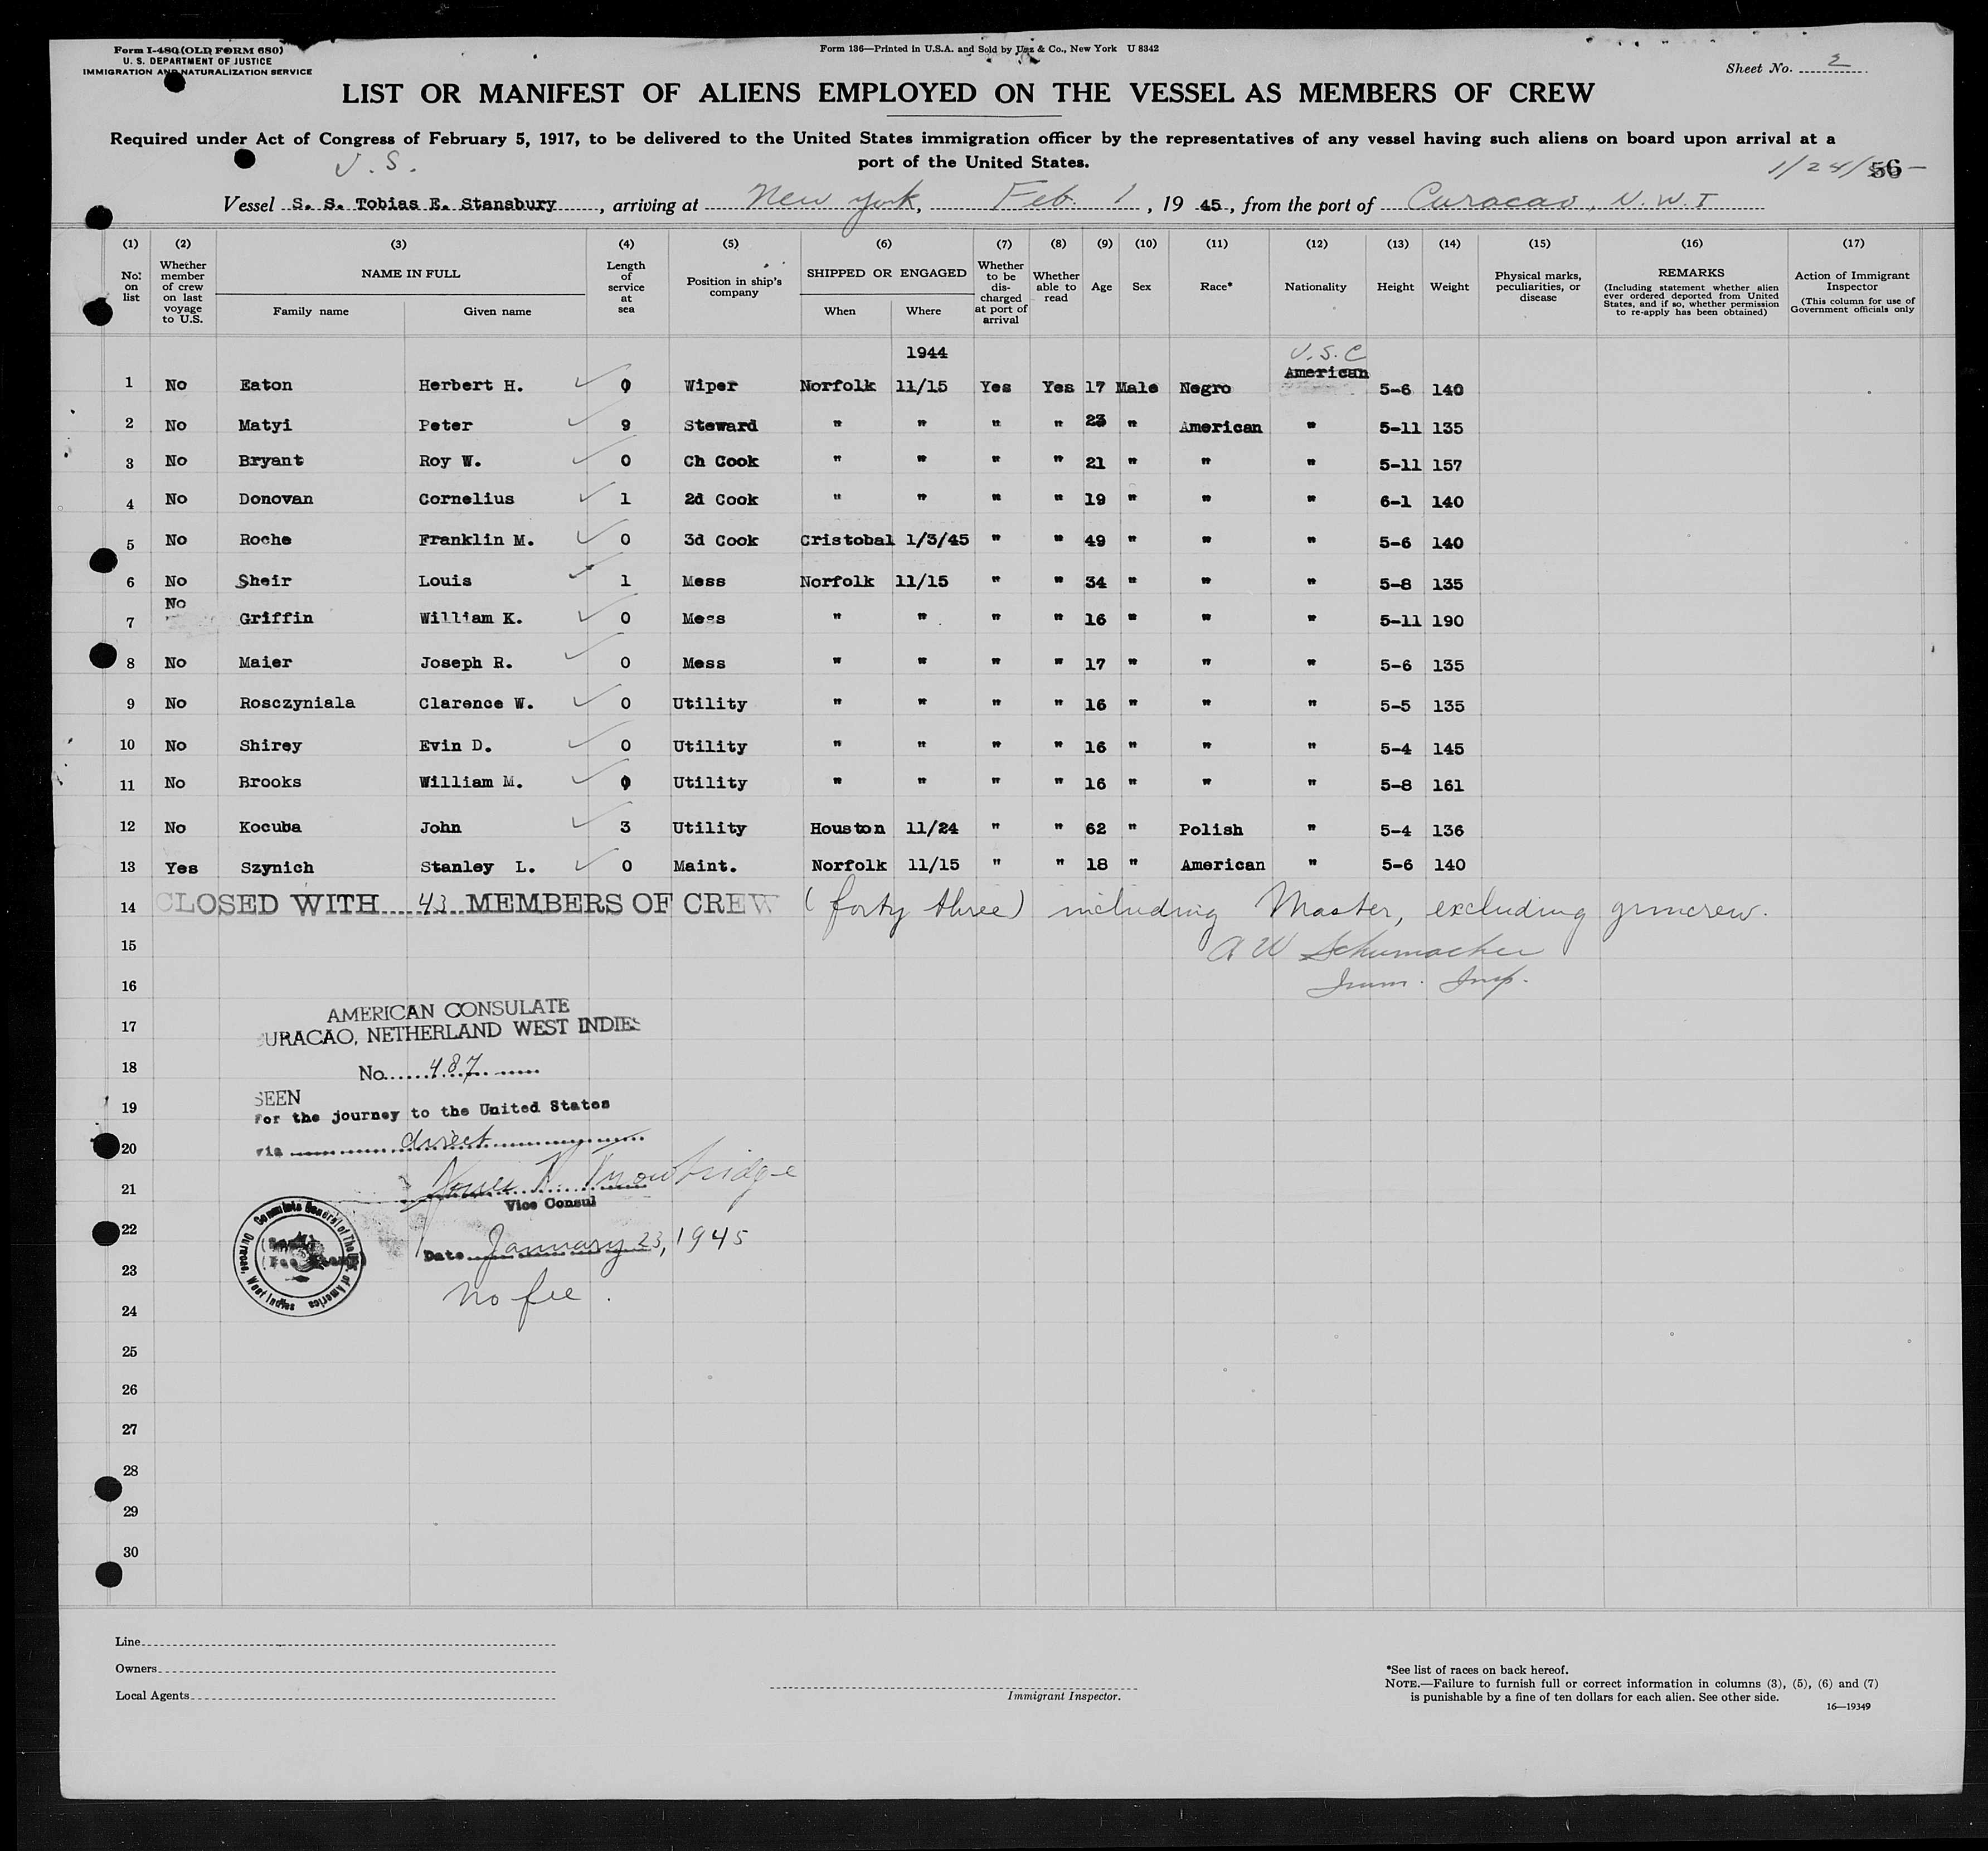 Form I-480 (OLD FORM 680)
U. S. DEPARTMENT OF JUSTICE
IMMIGRATION AND NATURALIZATION SERVICE
Form 136—Printed in U.S.A. and Sold by Unz & Co., New York U 8342
Sheet No. 2
LIST OR MANIFEST OF ALIENS EMPLOYED ON THE VESSEL AS MEMBERS OF CREW
Required under Act of Congress of February 5, 1917, to be delivered to the United States immigration officer by the representatives of any vessel having such aliens on board upon arrival at a
port of the United States.
U. S.
1/24/ 56
Vessel S. S. Tobias E. Stansbury, arriving at New York, Feb. 1, 1945, from the port of Curacao, N.W.I
(1) (2) (3) (4) (5) (6) (7) (8) (9) (10) (11) (12) (13) (14) (15) (16) (17)
No. on list
Whether member of crew on last voyage to U.S.
NAME IN FULL
Family name
Given name
Length of service at sea
Position in ship's company
SHIPPED OR ENGAGED
When
Where
Whether to be discharged at port of arrival
Whether able to read
Age
Sex
Race*
Nationality
Height
Weight
Physical marks, peculiarities, or disease
REMARKS
(Including statement whether alien ever ordered deported from United States, and if so, whether permission to re-apply has been obtained)
Action of Immigrant Inspector
(This column for use of Government officials only
1944 U.S.C
1 No Eaton Herbert H. 0 Wiper Norfolk 11/15 Yes Yes 17 Male Negro American 5-6 140
2 No Matyi Peter 9 Steward " " " " 23 " American " 5-11 135
3 No Bryant Roy W. 0 Ch Cook " " " " 21 " " " 5-11 157
4 No Donovan Cornelius 1 2d Cook " " " " 19 " " " 6-1 140
5 No Roche Franklin M. 0 3d Cook Cristobal 1/3/45 " " 49 " " " 5-6 140
6 No Sheir Louis 1 Mess Norfolk 11/15 " " 34 " " " 5-8 135
7 No Griffin William K. 0 Mess " " " " 16 " " " 5-11 190
8 No Maier Joseph R. 0 Mess " " " " 17 " " " 5-6 135
9 No Rosczyniala Clarence W. 0 Utility " " " " 16 " " " 5-5 135
10 No Shirey Evin D. 0 Utility " " " " 16 " " " 5-4 145
11 No Brooks William M. 0 Utility " " " " 16 " " " 5-8 161
12 No Kocuba John 3 Utility Houston 11/24 " " 62 " Polish " 5-4 136
13 Yes Szynich Stanley L. 0 Maint. Norfolk 11/15 " " 18 " American " 5-6 140
14 CLOSED WITH 43 MEMBERS OF CREW (forty three) including Master, excluding guncrew.
15 A W Schumacher
16 Imm. Insp.
AMERICAN CONSULATE
17 CURACAO, NETHERLAND WEST INDIES
18 No. 487
SEEN
19 For the journey to the United States
20 via direct
21 Trowbridge
Vice Consul
22 Date January 23, 1945
23 No fee.
24
25
26
27
28
29
30
Line
Owners
Local Agents
Immigrant Inspector.
*See list of races on back hereof.
NOTE.—Failure to furnish full or correct information in columns (3), (5), (6) and (7)
is punishable by a fine of ten dollars for each alien. See other side.
16—19349